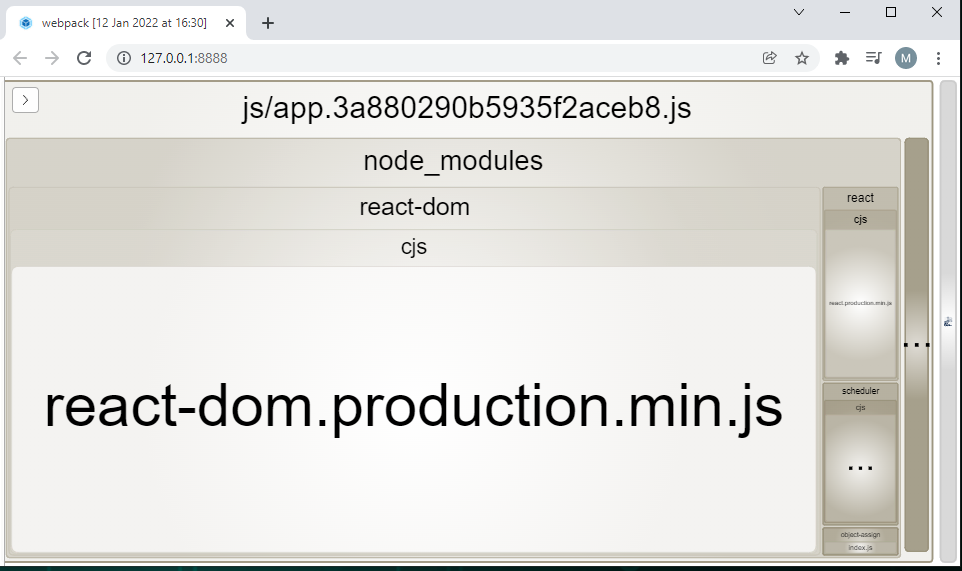 webpack [12 Jan 2022 at 16:30]
127.0.0.1:8888
M
js/app.3a880290b5935f2aceb8.js
node_modules
react-dom
cjs
react-dom.production.min.js
react
cjs
react.production.min.js
scheduler
cjs
...
object-assign
index.js
...